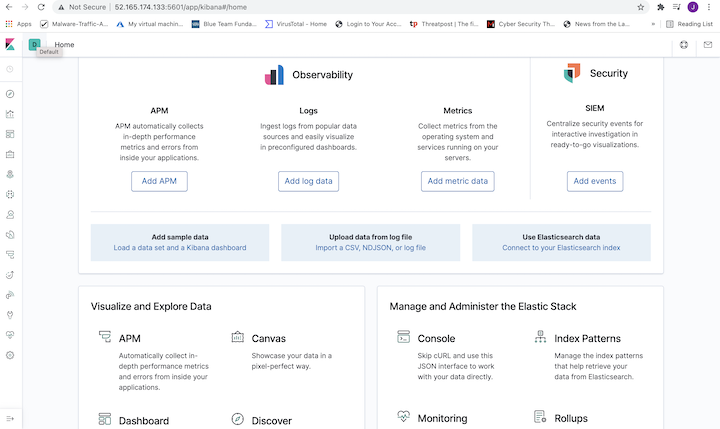 Not Secure | 52.165.174.133:5601/app/kibana#/home
Apps Malware-Traffic-A... My virtual machin... Blue Team Funda... VirusTotal - Home Login to Your Acco... Threatpost | The fi... Cyber Security Th... News from the La... » Reading List
D Home
Default
Observability
Security
APM
APM automatically collects
in-depth performance
metrics and errors from
inside your applications.
Add APM
Logs
Ingest logs from popular data
sources and easily visualize
in preconfigured dashboards.
Add log data
Metrics
Collect metrics from the
operating system and
services running on your
servers.
Add metric data
SIEM
Centralize security events for
interactive investigation in
ready-to-go visualizations.
Add events
Add sample data
Load a data set and a Kibana dashboard
Upload data from log file
Import a CSV, NDJSON, or log file
Use Elasticsearch data
Connect to your Elasticsearch index
Visualize and Explore Data
APM
Automatically collect in-
depth performance metrics
and errors from inside your
applications.
Canvas
Showcase your data in a
pixel-perfect way.
Dashboard
Discover
Manage and Administer the Elastic Stack
Console
Skip cURL and use this
JSON interface to work
with your data directly.
Index Patterns
Manage the index patterns
that help retrieve your
data from Elasticsearch.
Monitoring
Rollups